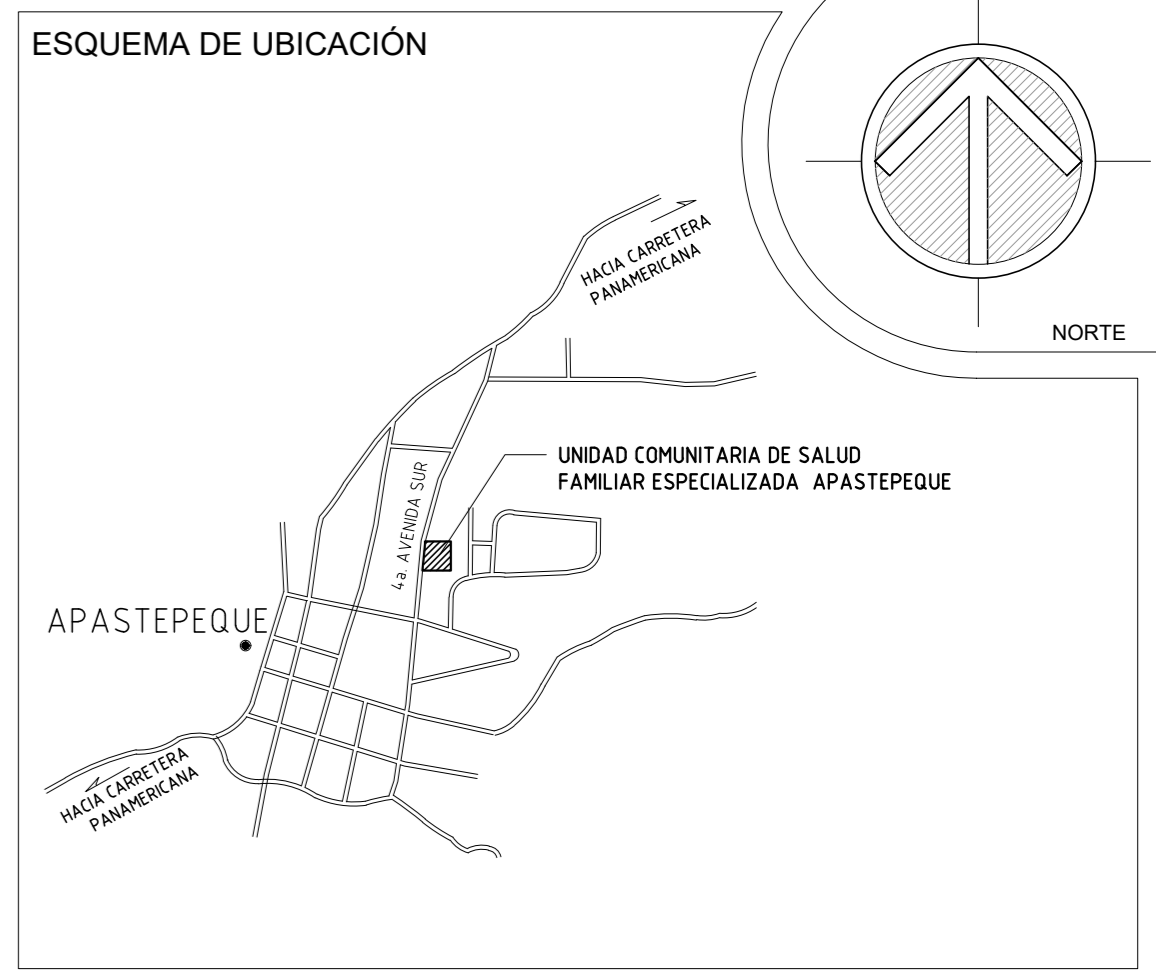 ESQUEMA DE UBICACIÓN
NORTE
HACIA CARRETERA
PANAMERICANA
UNIDAD COMUNITARIA DE SALUD
FAMILIAR ESPECIALIZADA APASTEPEQUE
4a. AVENIDA SUR
APASTEPEQUE
HACIA CARRETERA
PANAMERICANA